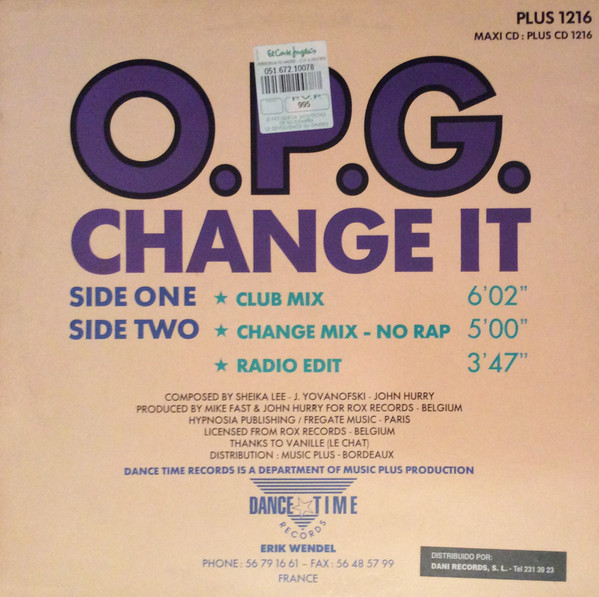 PLUS 1216
MAXI CD : PLUS CD 1216
El Corte Inglés
051.672.10078
P.V.P.
995
O.P.G.
CHANGE IT
SIDE ONE ★ CLUB MIX 6'02"
SIDE TWO ★ CHANGE MIX - NO RAP 5'00"
★ RADIO EDIT 3'47"
COMPOSED BY SHEIKA LEE - J. YOVANOFSKI - JOHN HURRY
PRODUCED BY MIKE FAST & JOHN HURRY FOR ROX RECORDS - BELGIUM
HYPNOSIA PUBLISHING / FREGATE MUSIC - PARIS
LICENSED FROM ROX RECORDS - BELGIUM
THANKS TO VANILLE (LE CHAT)
DISTRIBUTION : MUSIC PLUS - BORDEAUX
DANCE TIME RECORDS IS A DEPARTMENT OF MUSIC PLUS PRODUCTION
DANCE TIME
RECORDS
ERIK WENDEL
PHONE : 56 79 16 61 – FAX : 56 48 57 99
FRANCE
DISTRIBUIDO POR:
DANI RECORDS, S. L. - Tel 231 39 23